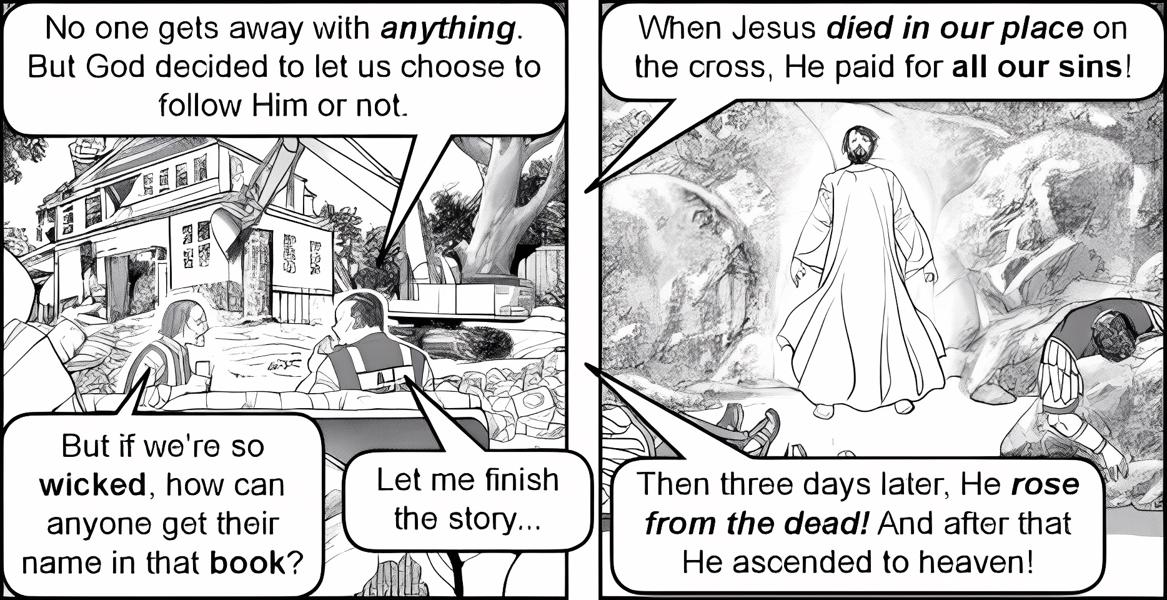 No one gets away with anything.
But God decided to let us choose to
follow Him or not.
But if we're so
wicked, how can
anyone get their
name in that book?
Let me finish
the story...
When Jesus died in our place on
the cross, He paid for all our sins!
Then three days later, He rose
from the dead! And after that
He ascended to heaven!